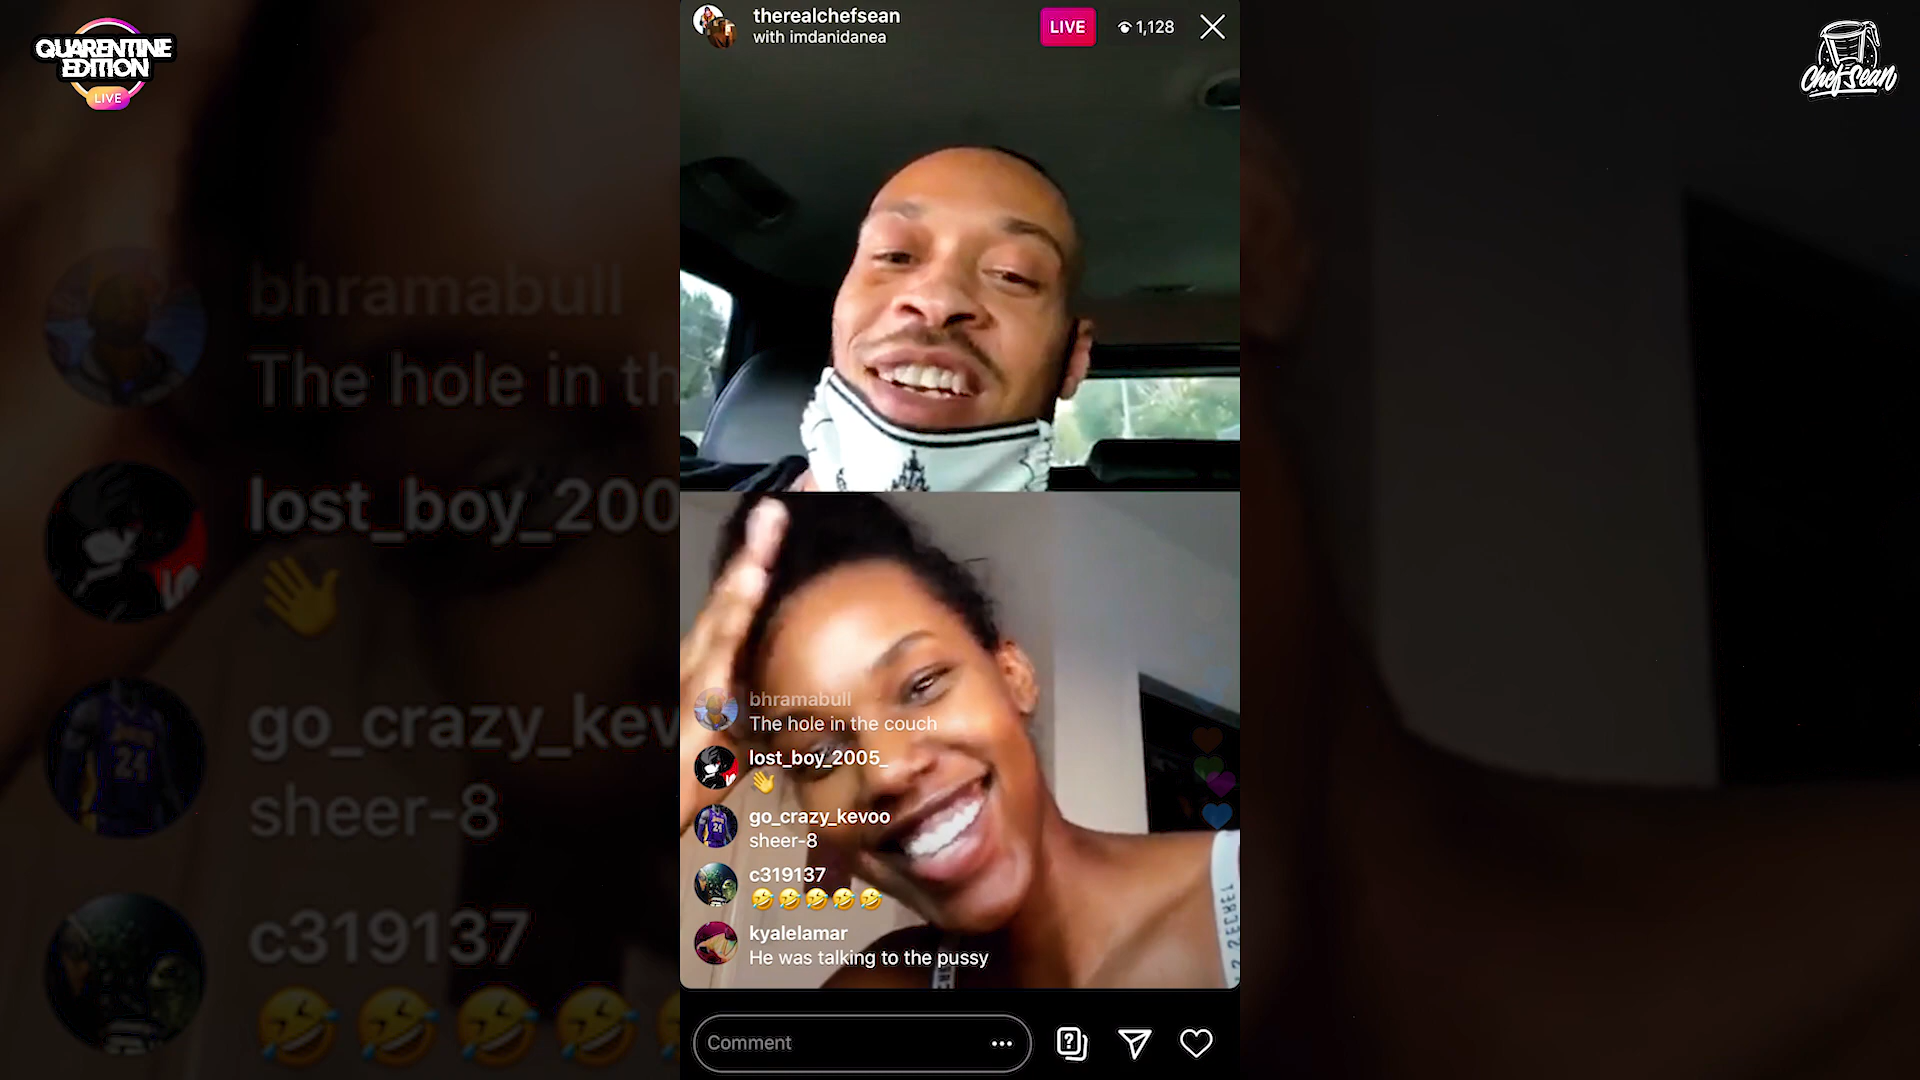 QUARENTINE
EDITION
LIVE
therealchefsean
with imdanidanea
LIVE
1,128
Chef Sean
bhramabull
The hole in th
lost_boy_200
go_crazy_kev
sheer-8
c319137
24
bhramabull
The hole in the couch
lost_boy_2005_
go_crazy_kevoo
24
sheer-8
c319137
kyalelamar
He was talking to the pussy
Comment